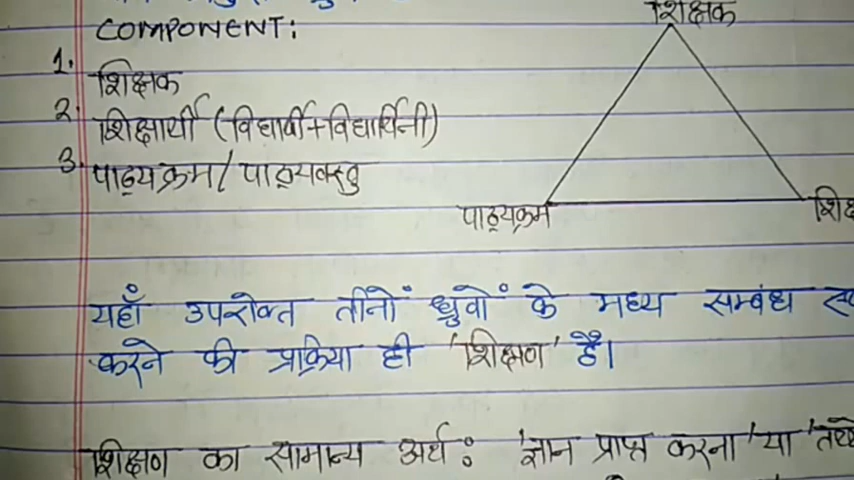 COMPONENT:
शिक्षक
1. शिक्षक
2. शिक्षार्थी (विद्यार्थी+विद्यार्थिनी)
3. पाठ्यक्रम/ पाठ्यवस्तु
पाठ्यक्रम
यहाँ उपरोक्त तीनों ध्रुवों के मध्य सम्बंध
करने की प्रक्रिया ही 'शिक्षण' है।
शिक्षण का सामान्य अर्थ: 'ज्ञान प्राप्त करना' या